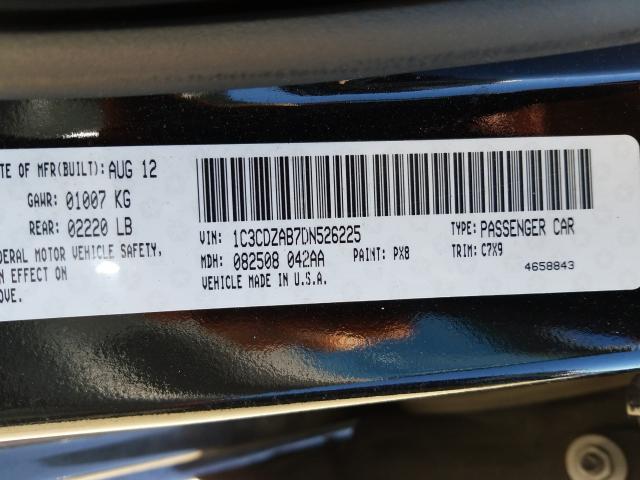 TE OF MFR(BUILT): AUG 12
GAWR: 01007 KG
REAR: 02220 LB
DERAL MOTOR VEHICLE SAFETY,
N EFFECT ON
OVE.
VIN: 1C3CDZAB7DN526225
TYPE: PASSENGER CAR
MDH: 082508 042AA
PAINT: PX8
TRIM: C7X9
VEHICLE MADE IN U.S.A.
4658843